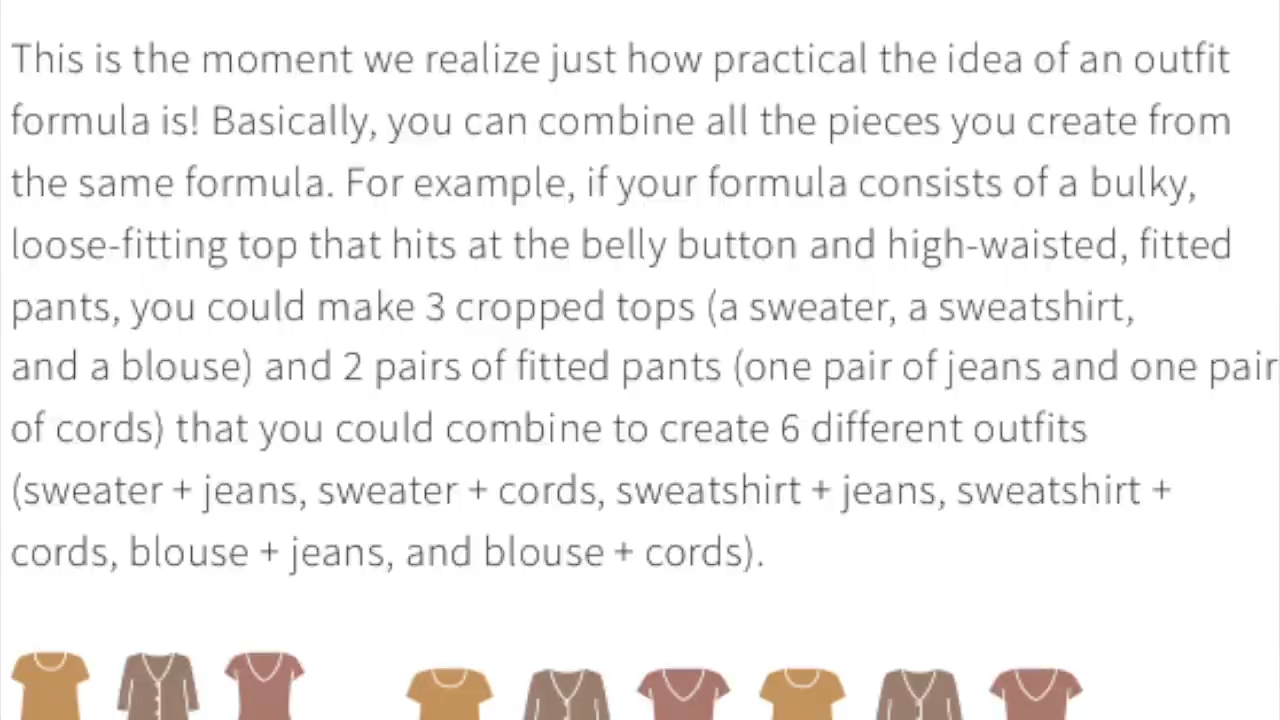 This is the moment we realize just how practical the idea of an outfit
formula is! Basically, you can combine all the pieces you create from
the same formula. For example, if your formula consists of a bulky,
loose-fitting top that hits at the belly button and high-waisted, fitted
pants, you could make 3 cropped tops (a sweater, a sweatshirt,
and a blouse) and 2 pairs of fitted pants (one pair of jeans and one pair
of cords) that you could combine to create 6 different outfits
(sweater + jeans, sweater + cords, sweatshirt + jeans, sweatshirt +
cords, blouse + jeans, and blouse + cords).